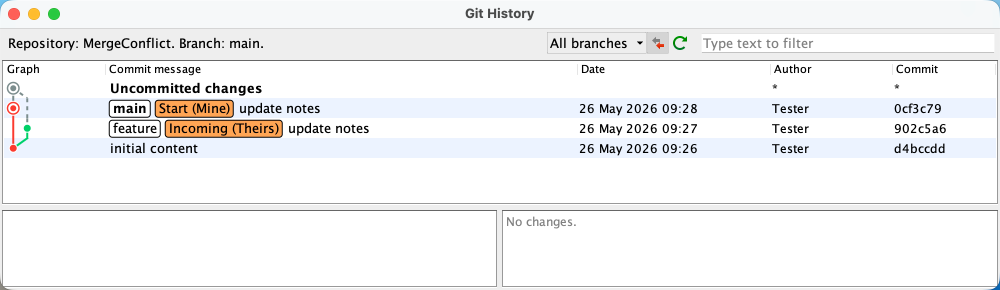 Git History
Repository: MergeConflict. Branch: main.
All branches
Type text to filter
Graph Commit message Date Author Commit
Uncommitted changes * *
main Start (Mine) update notes 26 May 2026 09:28 Tester 0cf3c79
feature Incoming (Theirs) update notes 26 May 2026 09:27 Tester 902c5a6
initial content 26 May 2026 09:26 Tester d4bccdd
No changes.